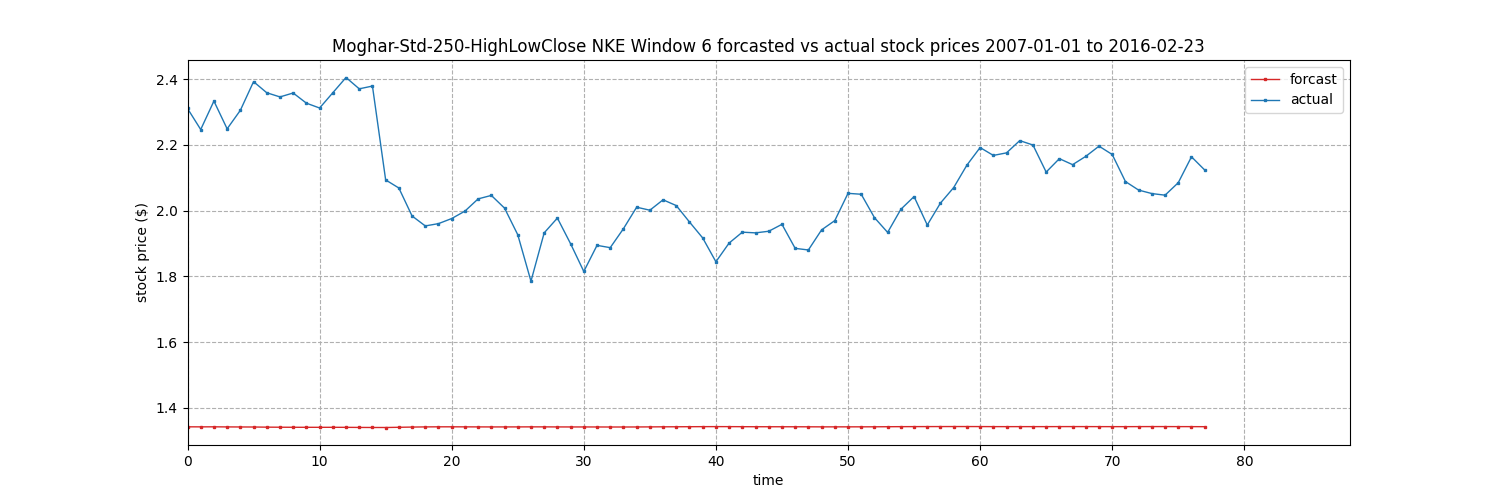 Moghar-Std-250-HighLowClose NKE Window 6 forcasted vs actual stock prices 2007-01-01 to 2016-02-23
forcast
actual
stock price ($)
2.4
2.2
2.0
1.8
1.6
1.4
0 10 20 30 40 50 60 70 80
time